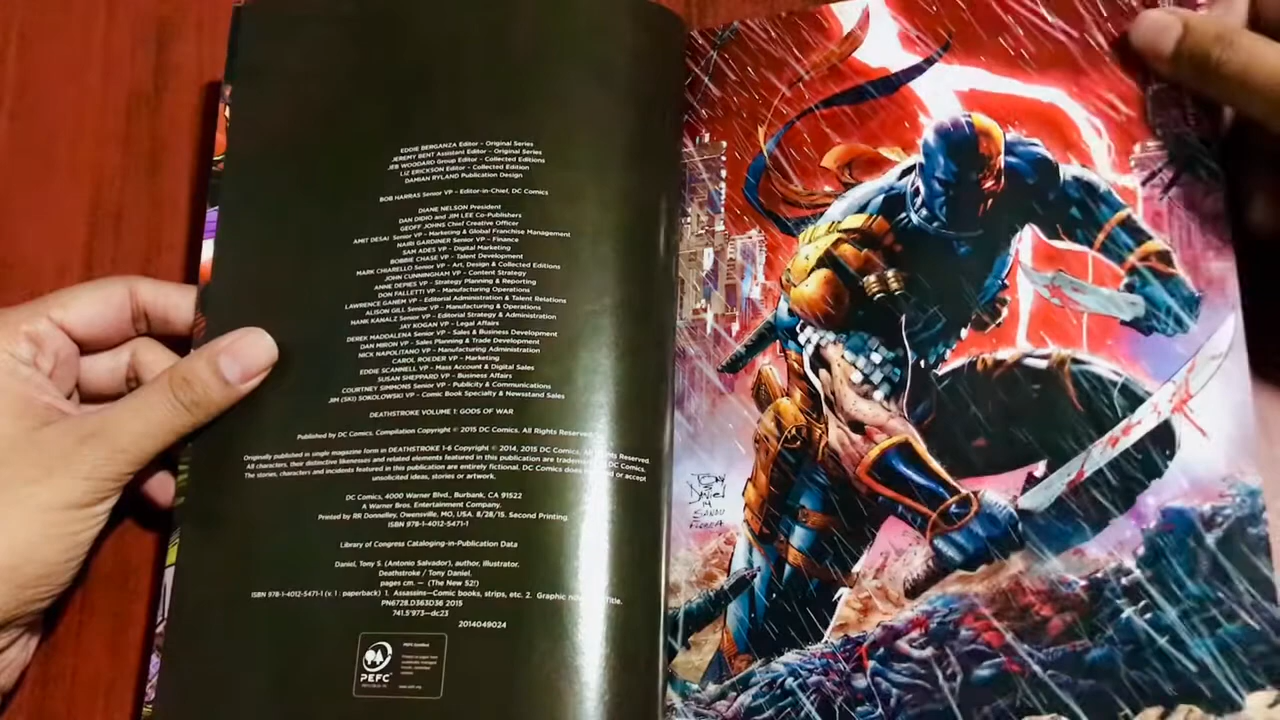 EDDIE BERGANZA Editor - Original Series
JEREMY BENT Assistant Editor - Original Series
JEB WOODARD Group Editor - Collected Editions
LIZ ERICKSON Editor - Collected Edition
DAMIAN RYLAND Publication Design
BOB HARRAS Senior VP - Editor-in-Chief, DC Comics
DIANE NELSON President
DAN DIDIO and JIM LEE Co-Publishers
GEOFF JOHNS Chief Creative Officer
AMIT DESAI Senior VP - Marketing & Global Franchise Management
NAIRI GARDINER Senior VP - Finance
SAM ADES VP - Digital Marketing
BOBBIE CHASE VP - Talent Development
MARK CHIARELLO Senior VP - Art, Design & Collected Editions
JOHN CUNNINGHAM VP - Content Strategy
ANNE DEPIES VP - Strategy Planning & Reporting
DON FALLETTI VP - Manufacturing Operations
LAWRENCE GANEM VP - Editorial Administration & Talent Relations
ALISON GILL Senior VP - Manufacturing & Operations
HANK KANALZ Senior VP - Editorial Strategy & Administration
JAY KOGAN VP - Legal Affairs
DEREK MADDALENA Senior VP - Sales & Business Development
DAN MIRON VP - Sales Planning & Trade Development
NICK NAPOLITANO VP - Manufacturing Administration
CAROL ROEDER VP - Marketing
EDDIE SCANNELL VP - Mass Account & Digital Sales
SUSAN SHEPPARD VP - Business Affairs
COURTNEY SIMMONS Senior VP - Publicity & Communications
JIM (SKI) SOKOLOWSKI VP - Comic Book Specialty & Newsstand Sales
DEATHSTROKE VOLUME 1: GODS OF WAR
Published by DC Comics. Compilation Copyright © 2015 DC Comics. All Rights Reserved.
Originally published in single magazine form in DEATHSTROKE 1-6 Copyright © 2014, 2015 DC Comics. All Rights Reserved.
All characters, their distinctive likenesses and related elements featured in this publication are trademarks DC Comics.
The stories, characters and incidents featured in this publication are entirely fictional. DC Comics does or accept
unsolicited ideas, stories or artwork.
DC Comics, 4000 Warner Blvd., Burbank, CA 91522
A Warner Bros. Entertainment Company.
Printed by RR Donnelley, Owensville, MO, USA. 8/28/15. Second Printing.
ISBN 978-1-4012-5471-1
Library of Congress Cataloging-in-Publication Data
Daniel, Tony S. (Antonio Salvador), author, illustrator.
Deathstroke / Tony Daniel.
pages cm. — (The New 52!)
ISBN 978-1-4012-5471-1 (v. 1 : paperback) 1. Assassins—Comic books, strips, etc. 2. Graphic Title.
PN6728.D363D36 2015
741.5'973—dc23
2014049024
PEFC
TONY S DANIEL
14
SANDU
FLOREA